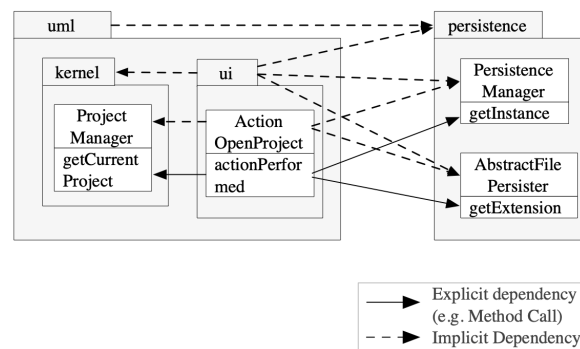 uml
persistence
kernel
ui
Project
Manager
getCurrent
Project
Action
OpenProject
actionPerfor
med
Persistence
Manager
getInstance
AbstractFile
Persister
getExtension
Explicit dependency
(e.g. Method Call)
Implicit Dependency